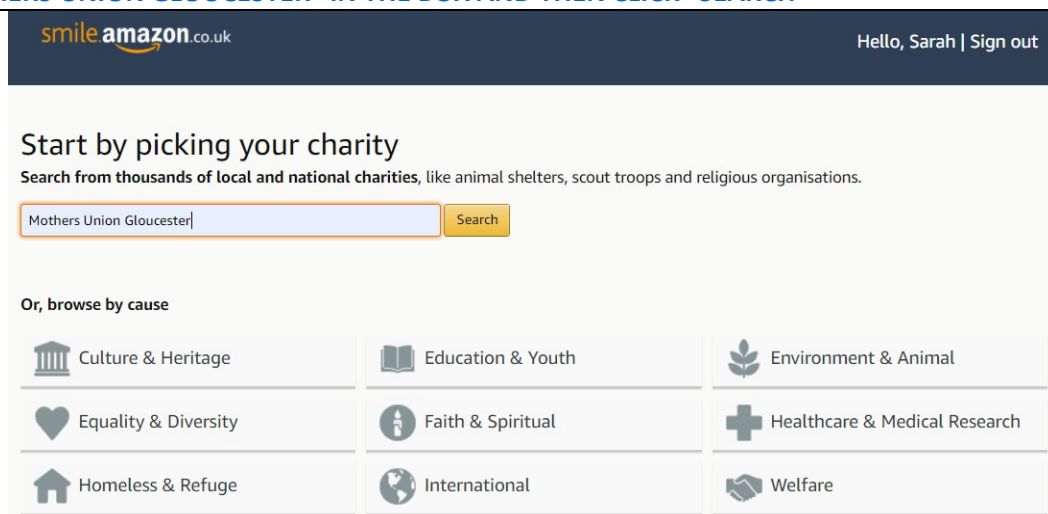 smile.amazon.co.uk
Hello, Sarah | Sign out
Start by picking your charity
Search from thousands of local and national charities, like animal shelters, scout troops and religious organisations.
Mothers Union Gloucester Search
Or, browse by cause
Culture & Heritage Education & Youth Environment & Animal
Equality & Diversity Faith & Spiritual Healthcare & Medical Research
Homeless & Refuge International Welfare